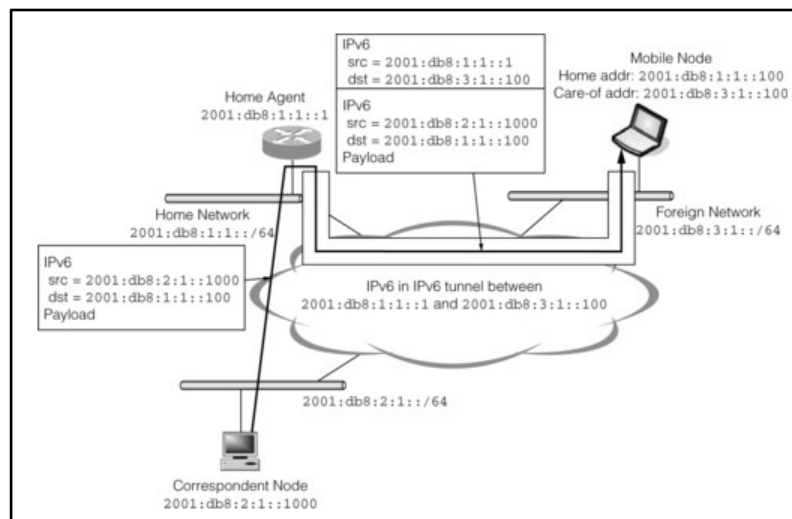 IPv6
src = 2001:db8:1:1::1
dst = 2001:db8:3:1::100
IPv6
src = 2001:db8:2:1::1000
dst = 2001:db8:1:1::100
Payload
Mobile Node
Home addr: 2001:db8:1:1::100
Care-of addr: 2001:db8:3:1::100
Home Agent
2001:db8:1:1::1
Home Network
2001:db8:1:1::/64
Foreign Network
2001:db8:3:1::/64
IPv6
src = 2001:db8:2:1::1000
dst = 2001:db8:1:1::100
Payload
IPv6 in IPv6 tunnel between
2001:db8:1:1::1 and 2001:db8:3:1::100
2001:db8:2:1::/64
Correspondent Node
2001:db8:2:1::1000